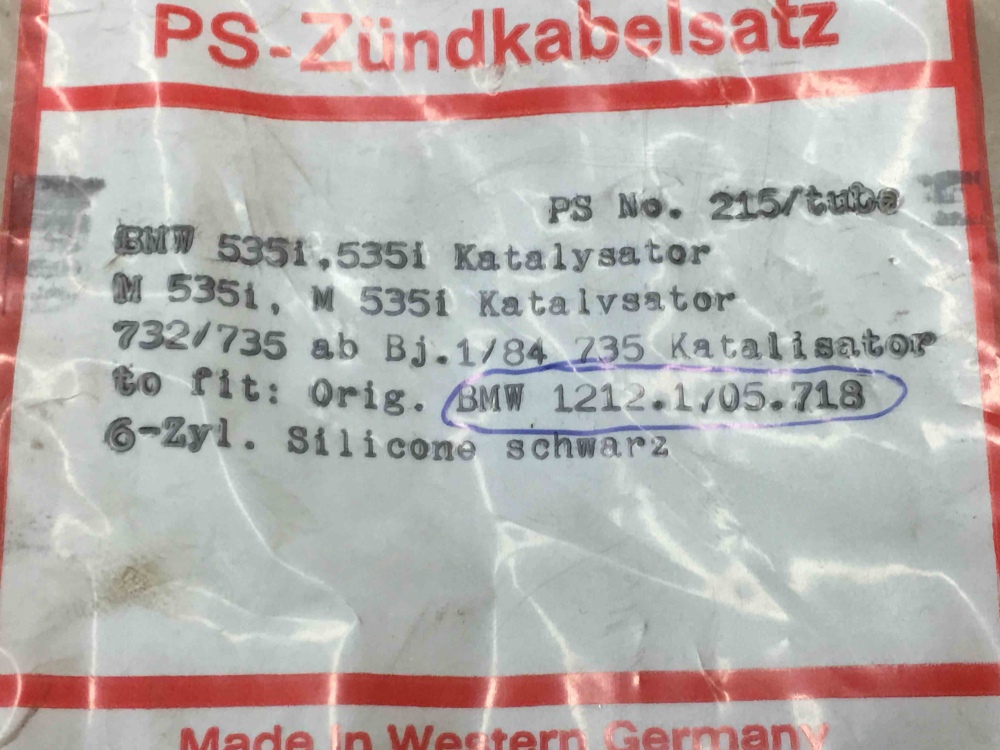 PS-Zündkabelsatz
PS No. 215/tube
BMW 535i,535i Katalysator
M 535i, M 535i Katalysator
732/735 ab Bj.1/84 735 Katalisator
to fit: Orig. BMW 1212.1/05.718
6-Zyl. Silicone schwarz
Made in Western Germany